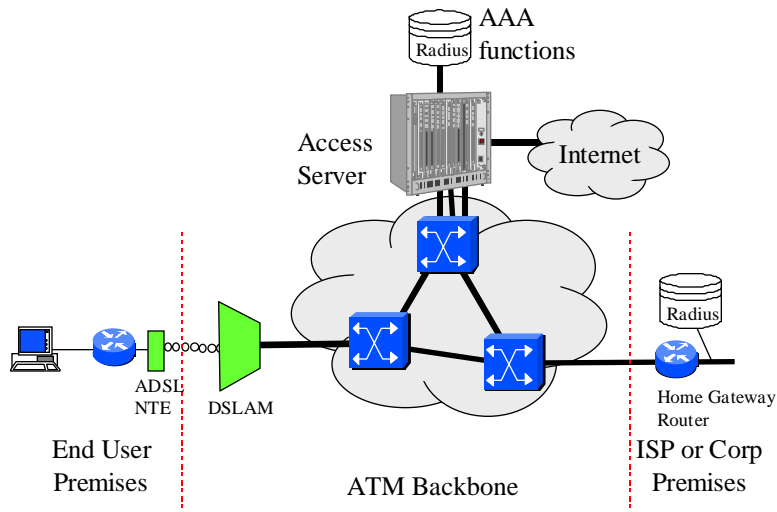 AAA
functions
Radius
Access
Server
Internet
Radius
ADSL
NTE
DSLAM
Home Gateway
Router
End User
Premises
ATM Backbone
ISP or Corp
Premises